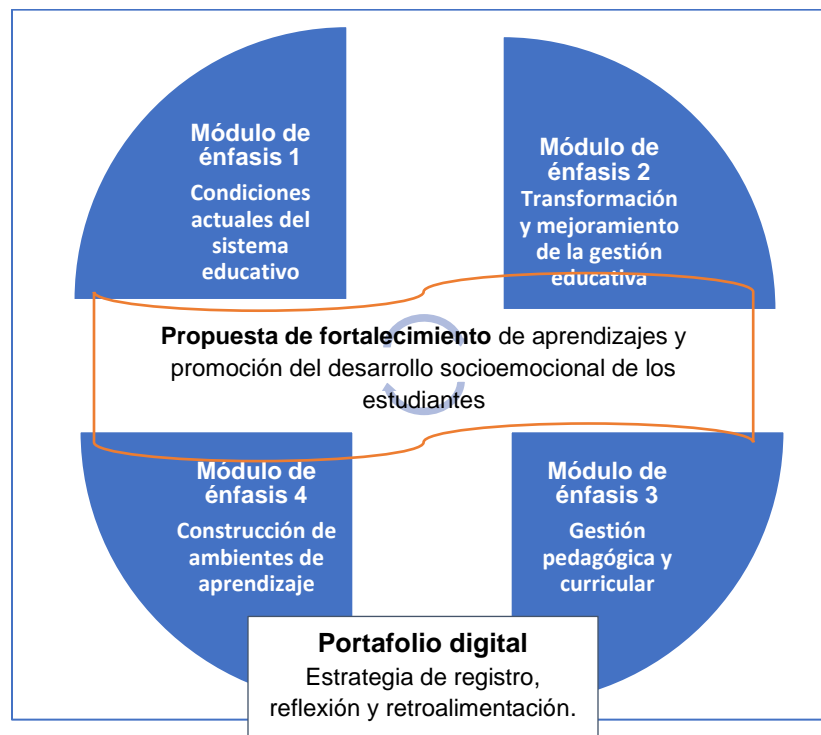 Módulo de
énfasis 1
Condiciones
actuales del
sistema
educativo
Módulo de
énfasis 2
Transformación
y mejoramiento
de la gestión
educativa
Propuesta de fortalecimiento de aprendizajes y
promoción del desarrollo socioemocional de los
estudiantes
Módulo de
énfasis 4
Construcción de
ambientes de
aprendizaje
Módulo de
énfasis 3
Gestión
pedagógica y
curricular
Portafolio digital
Estrategia de registro,
reflexión y retroalimentación.